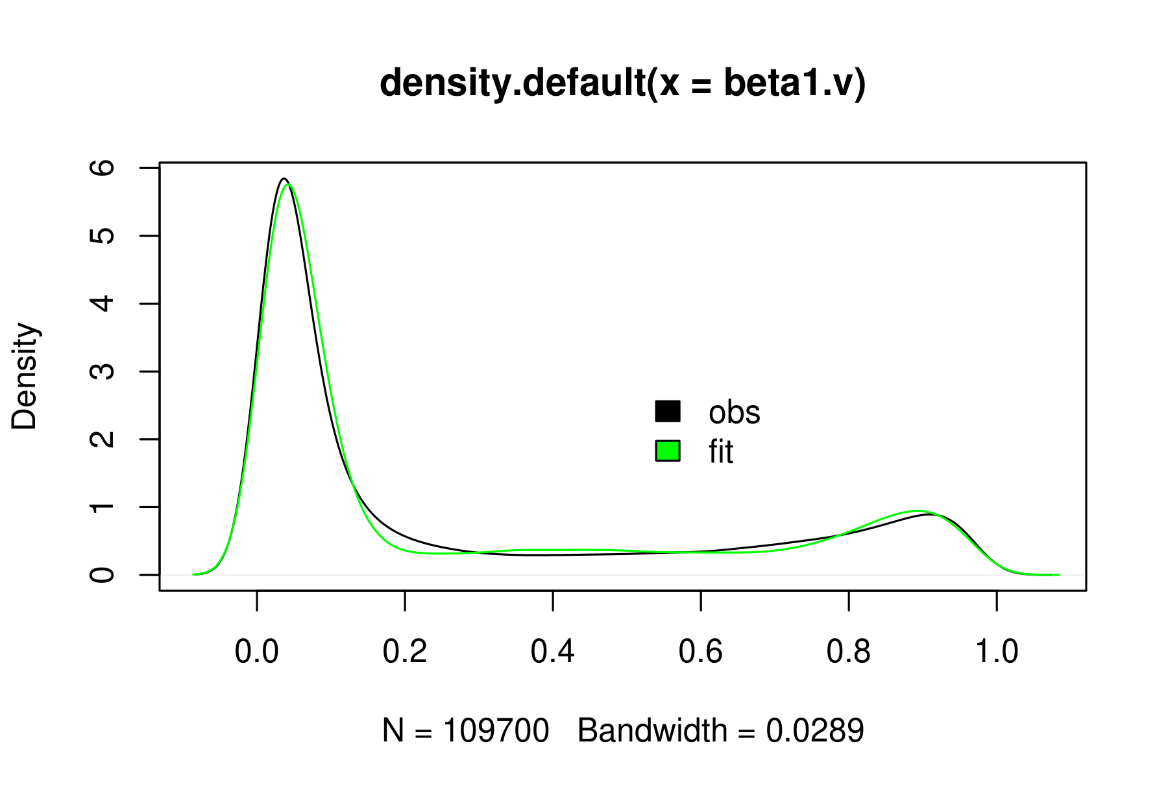 density.default(x = beta1.v)
Density
6
5
4
3
2
1
0
obs
fit
0.0 0.2 0.4 0.6 0.8 1.0
N = 109700 Bandwidth = 0.0289